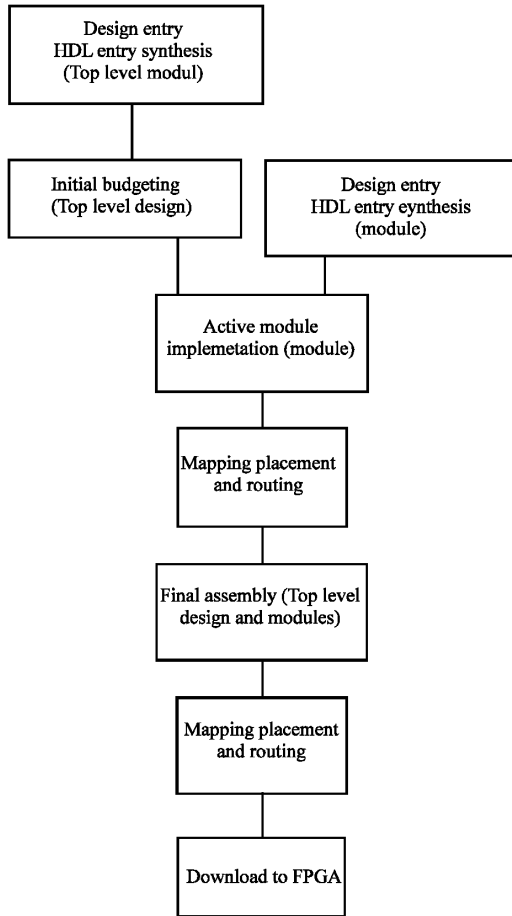 Design entry
HDL entry synthesis
(Top level modul)
Initial budgeting
(Top level design)
Design entry
HDL entry eynthesis
(module)
Active module
implemetation (module)
Mapping placement
and routing
Final assembly (Top level
design and modules)
Mapping placement
and routing
Download to FPGA